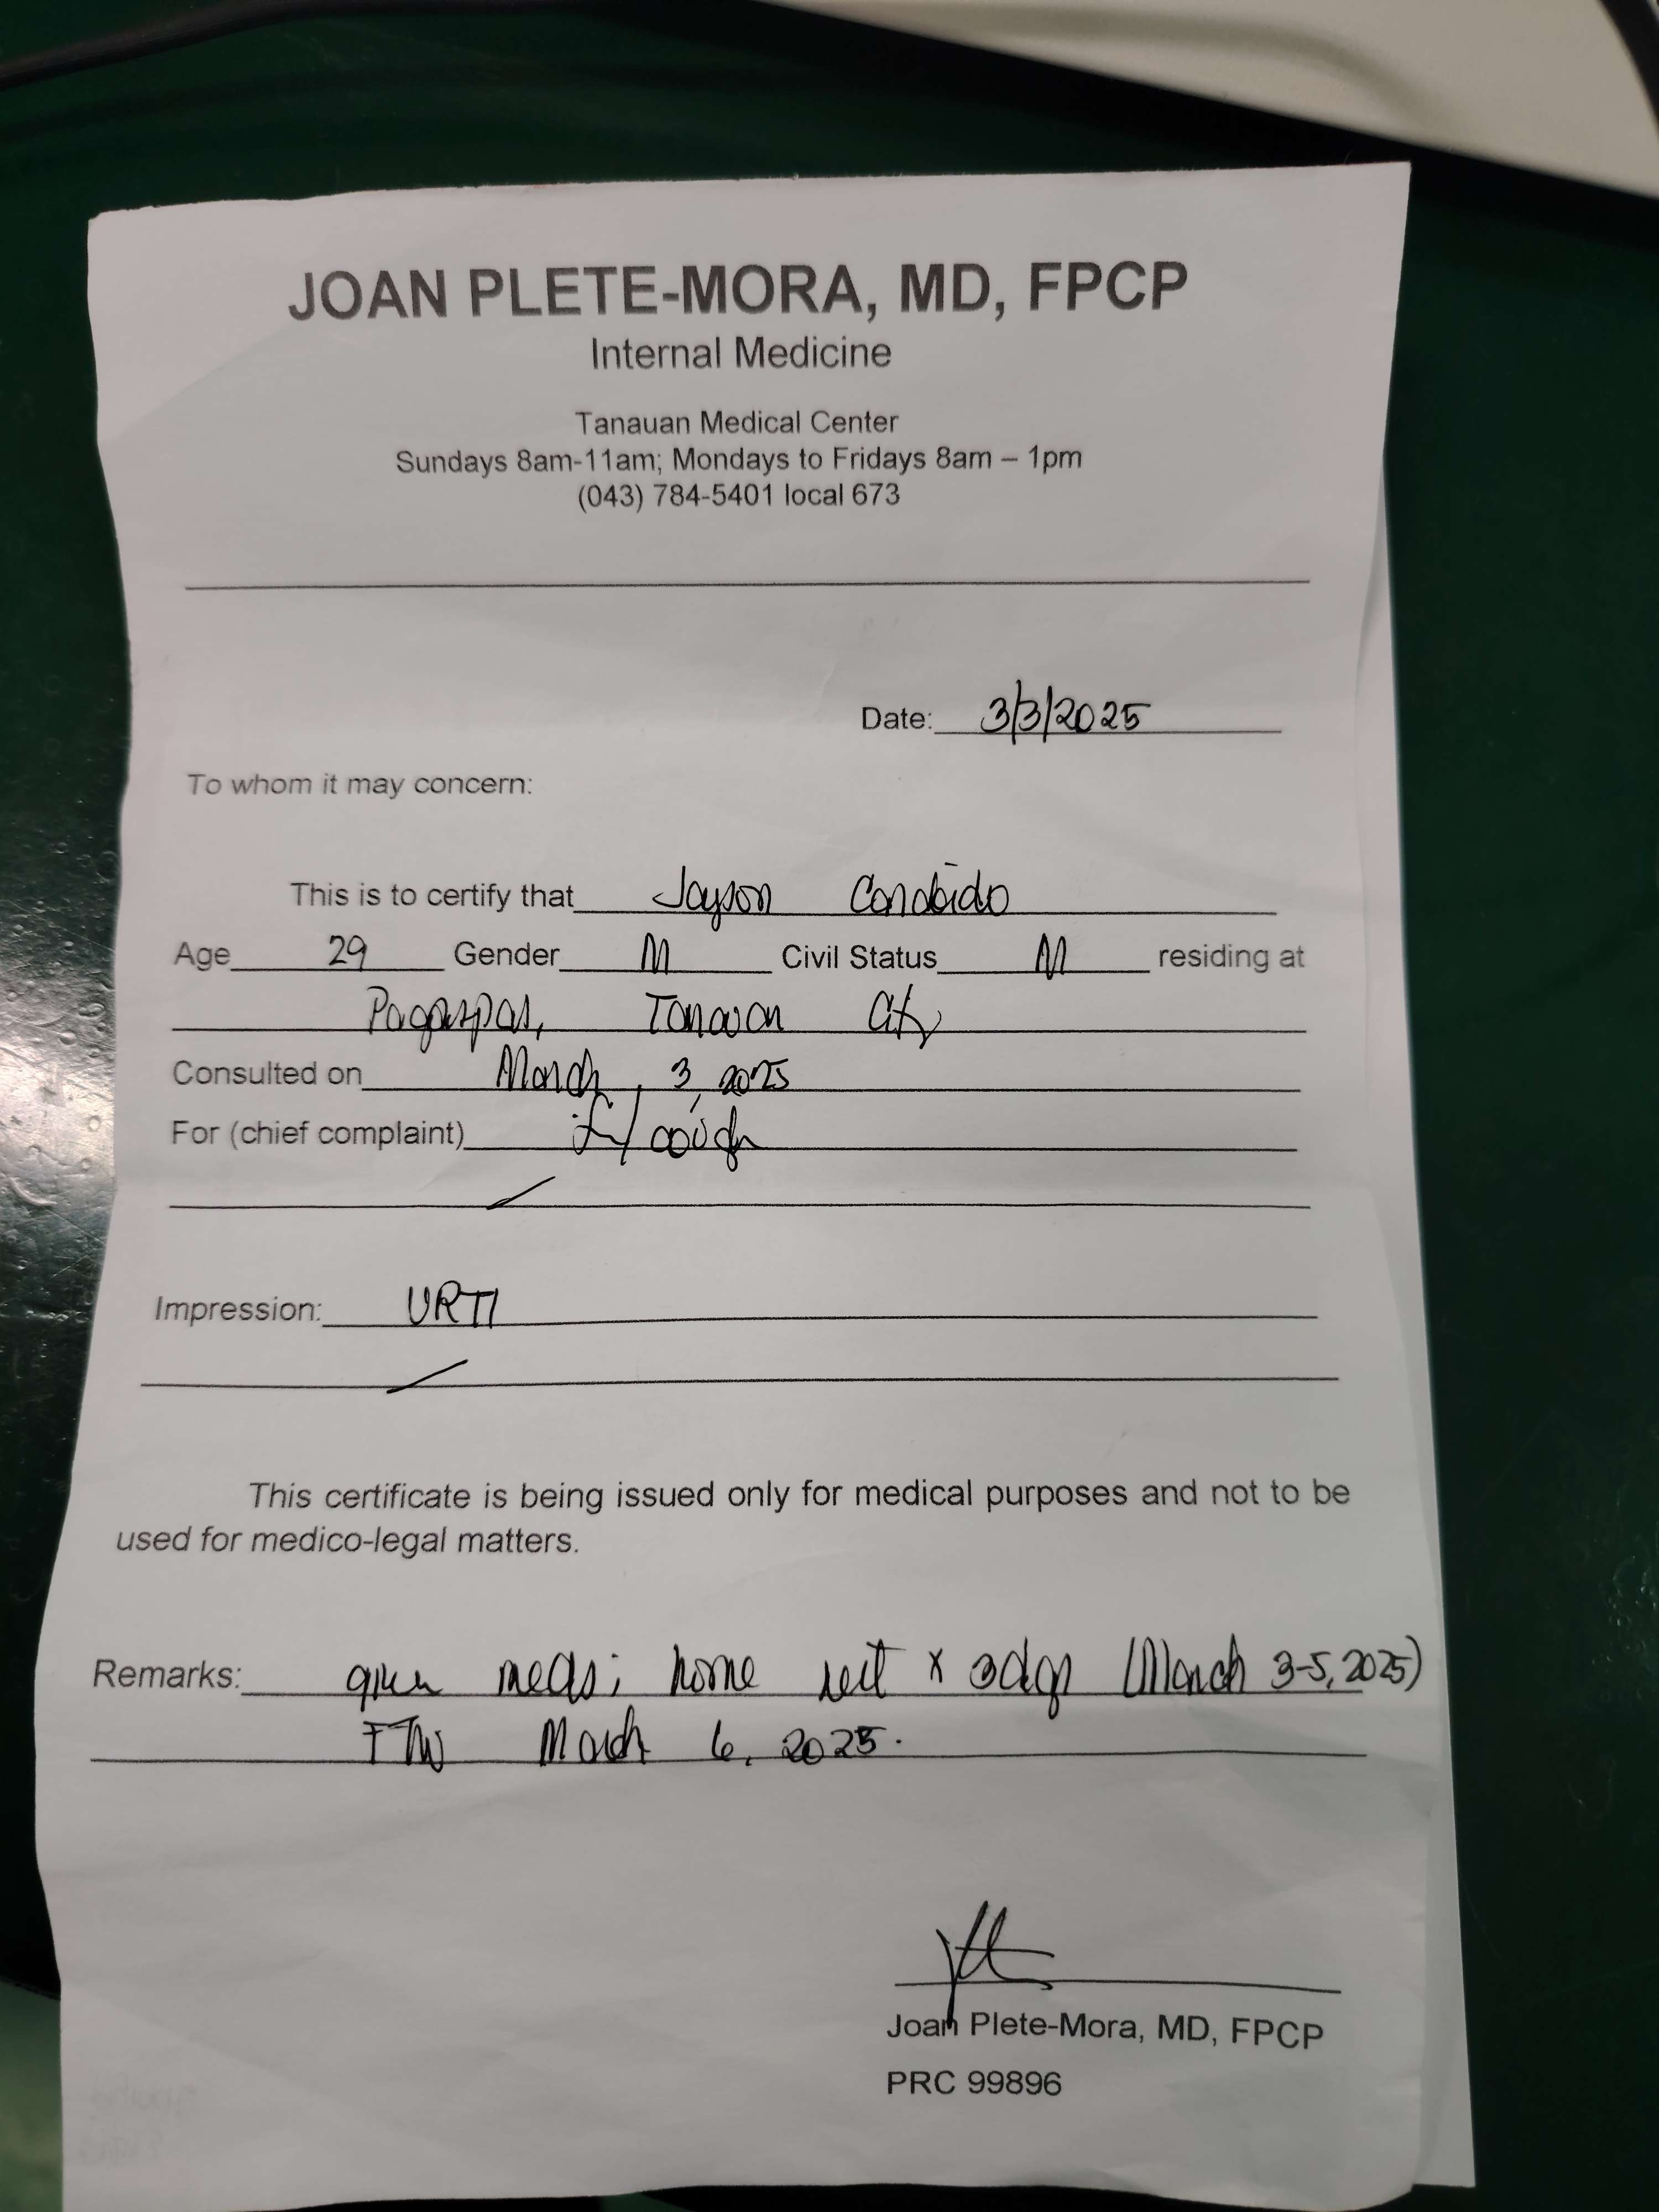 JOAN PLETE-MORA, MD, FPCP
Internal Medicine
Tanauan Medical Center
Sundays 8am-11am; Mondays to Fridays 8am – 1pm
(043) 784-5401 local 673
Date: 3/3/2025
To whom it may concern:
This is to certify that Jayson Candido
Age 29 Gender M Civil Status M residing at
Pagaspas, Tanauan City
Consulted on March 3, 2025
For (chief complaint) cough
Impression: URTI
This certificate is being issued only for medical purposes and not to be
used for medico-legal matters.
Remarks: given meds; home rest x 3days (March 3-5, 2025)
FTW March 6, 2025.
Joan Plete-Mora, MD, FPCP
PRC 99896